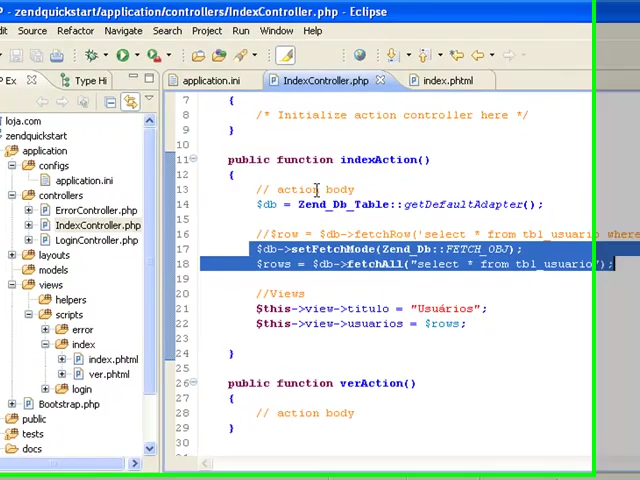 P - zendquickstart/application/controllers/IndexController.php - Eclipse
Source Refactor Navigate Search Project Run Window Help
Ex Type Hi
application.ini IndexController.php index.phtml
loja.com
zendquickstart
application
configs
application.ini
controllers
ErrorController.php
IndexController.php
LoginController.php
layouts
models
views
helpers
scripts
error
index
index.phtml
ver.phtml
login
Bootstrap.php
public
tests
docs
7 {
8 /* Initialize action controller here */
9 }
10
11 public function indexAction()
12 {
13 // action body
14 $db = Zend_Db_Table::getDefaultAdapter();
15
16 //$row = $db->fetchRow('select * from tbl_usuario where
17 $db->setFetchMode(Zend_Db::FETCH_OBJ);
18 $rows = $db->fetchAll("select * from tbl_usuario");
19
20 //Views
21 $this->view->titulo = "Usuários";
22 $this->view->usuarios = $rows;
23
24 }
25
26 public function verAction()
27 {
28 // action body
29 }
30